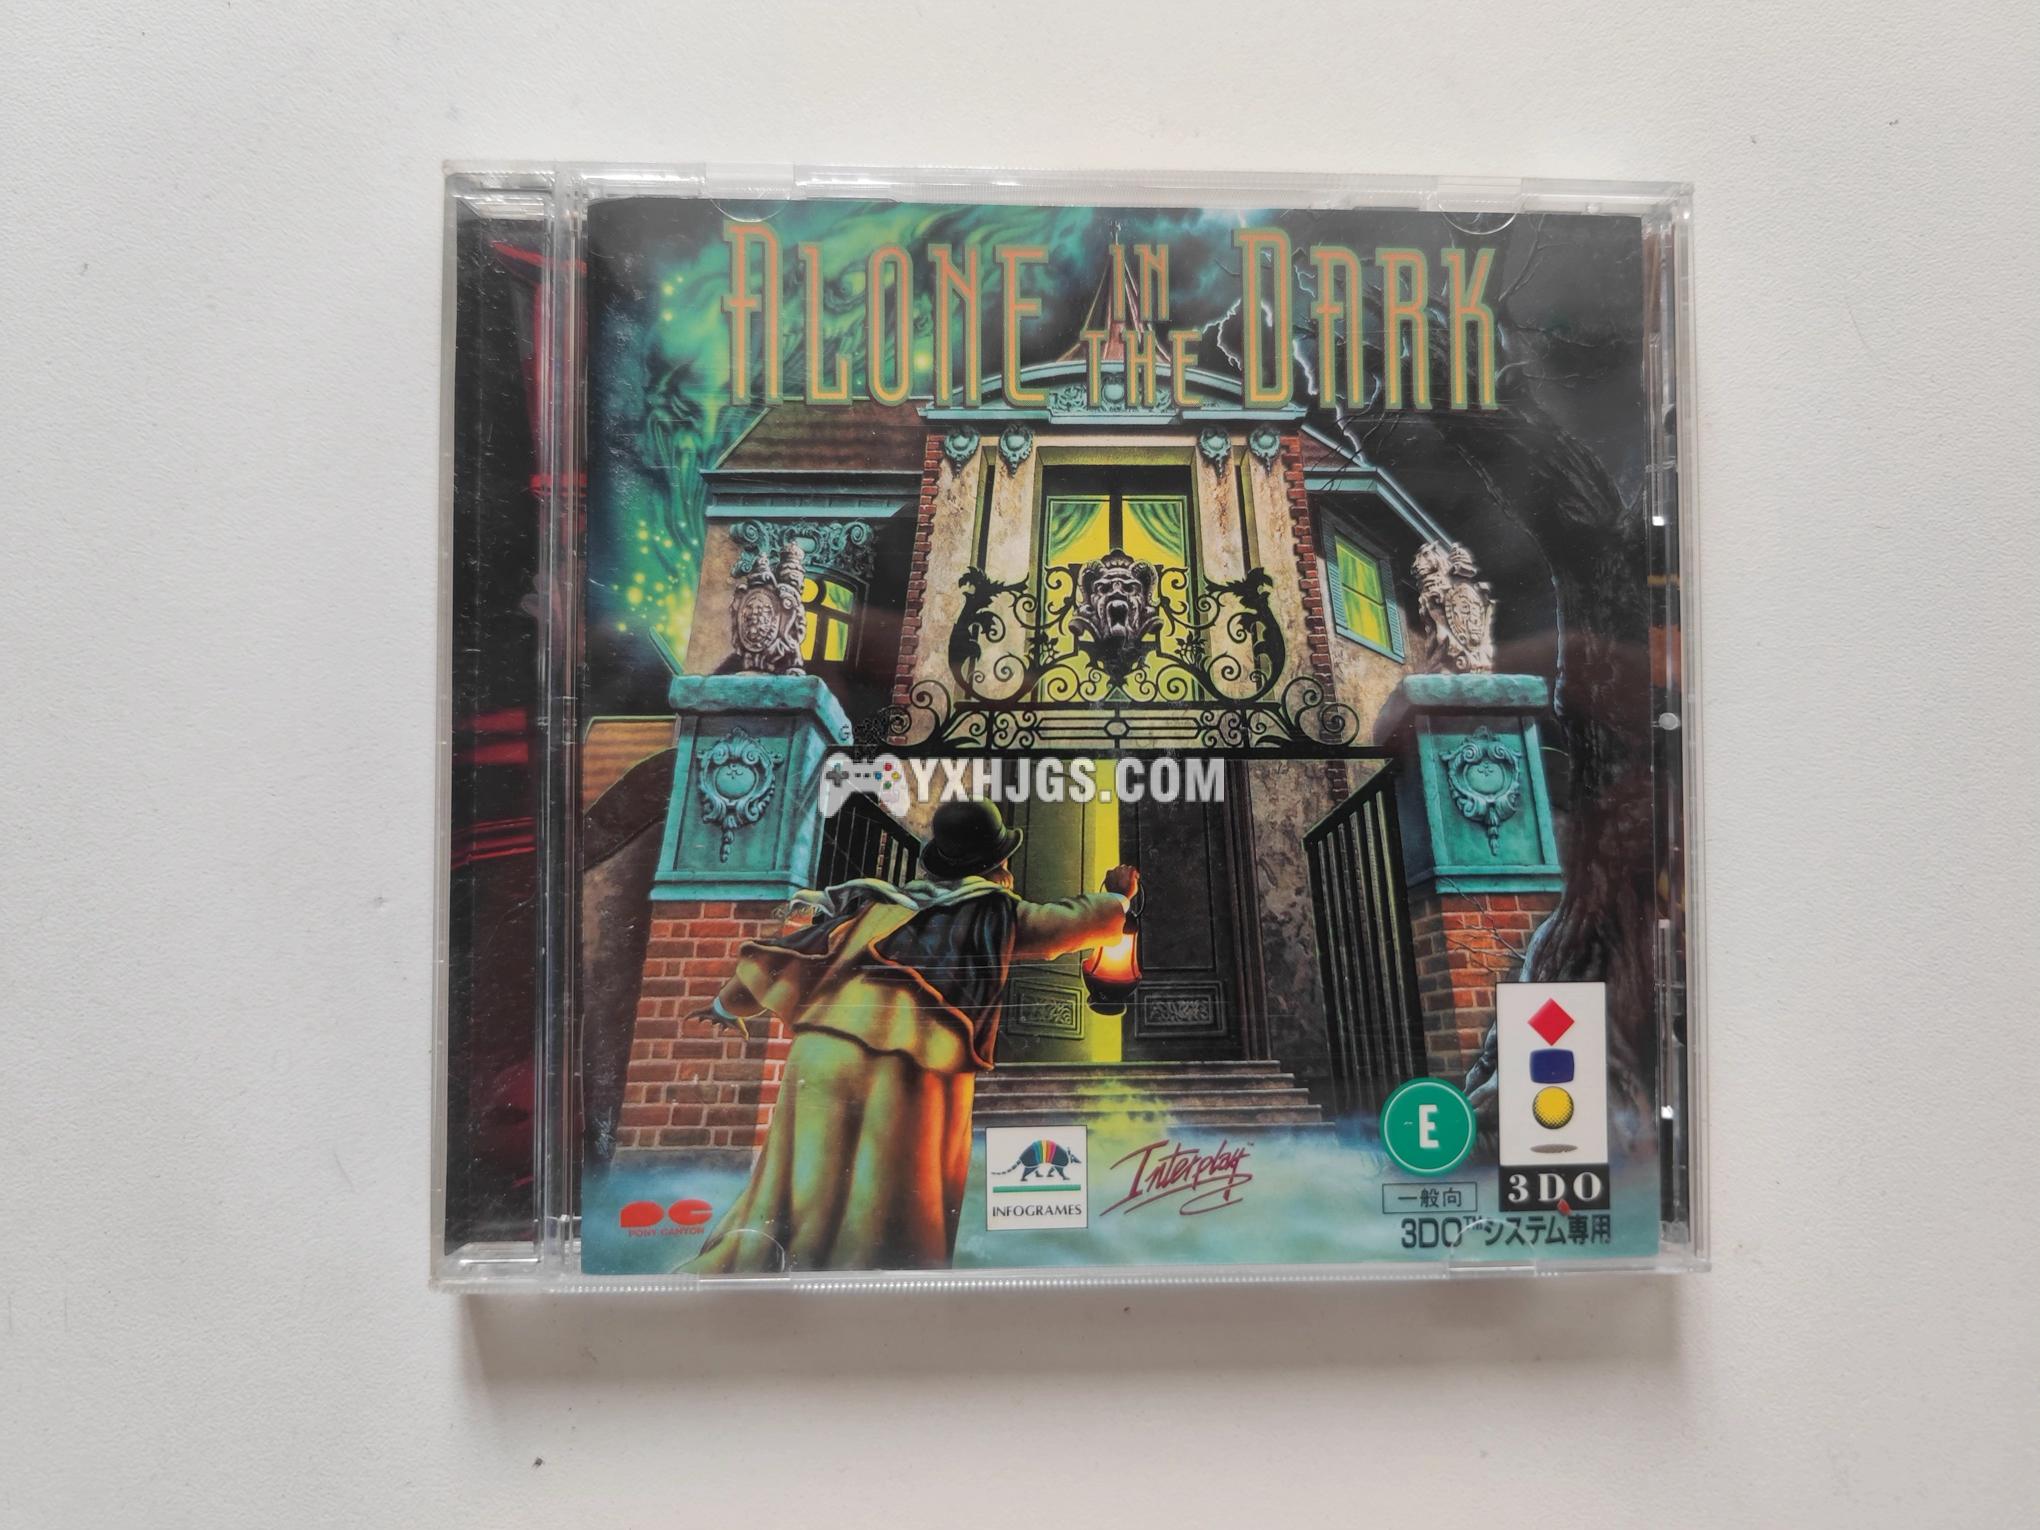 ALONE IN THE DARK
YXHJGS.COM
E
INFOGRAMES
Interplay™
PONY CANYON
一般向
3DO
3DO™システム専用